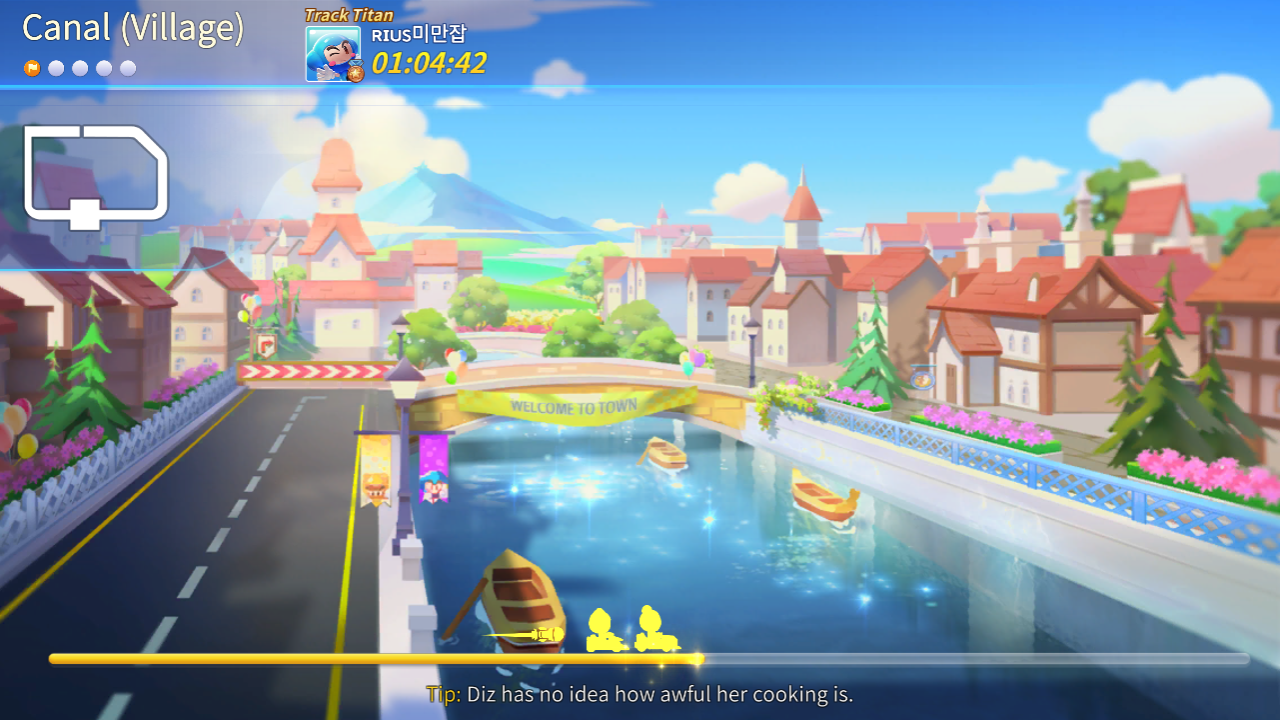 Canal (Village)
Track Titan
RIUS미만잡
01:04:42
WELCOME TO TOWN
Tip: Diz has no idea how awful her cooking is.